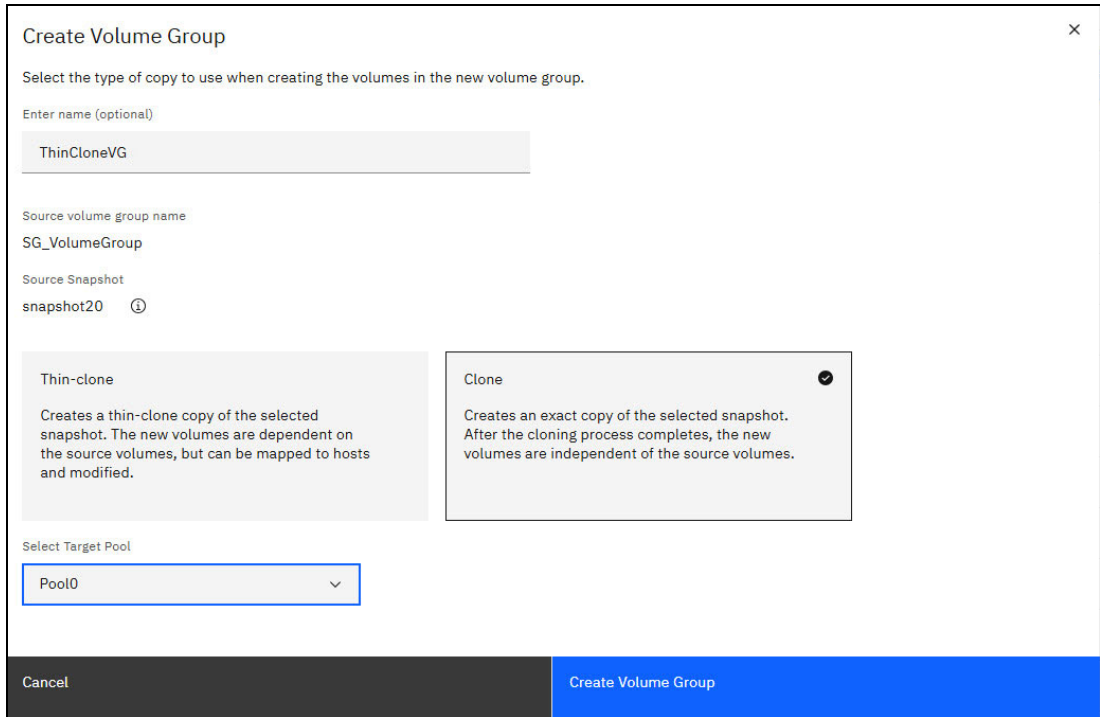 Create Volume Group
Select the type of copy to use when creating the volumes in the new volume group.
Enter name (optional)
ThinCloneVG
Source volume group name
SG_VolumeGroup
Source Snapshot
snapshot20
Thin-clone
Creates a thin-clone copy of the selected
snapshot. The new volumes are dependent on
the source volumes, but can be mapped to hosts
and modified.
Clone
Creates an exact copy of the selected snapshot.
After the cloning process completes, the new
volumes are independent of the source volumes.
Select Target Pool
Pool0
Cancel
Create Volume Group